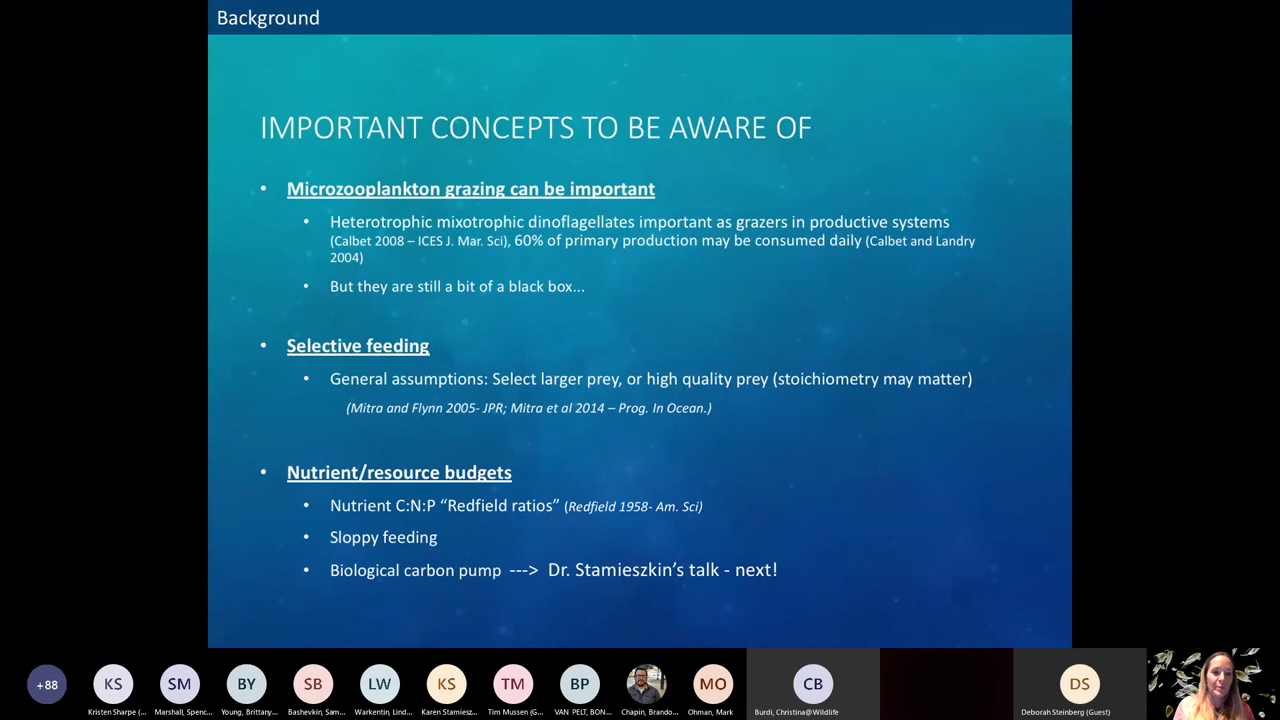 Background
IMPORTANT CONCEPTS TO BE AWARE OF
• Microzooplankton grazing can be important
• Heterotrophic mixotrophic dinoflagellates important as grazers in productive systems
(Calbet 2008 – ICES J. Mar. Sci), 60% of primary production may be consumed daily (Calbet and Landry
2004)
• But they are still a bit of a black box...
• Selective feeding
• General assumptions: Select larger prey, or high quality prey (stoichiometry may matter)
(Mitra and Flynn 2005- JPR; Mitra et al 2014 – Prog. In Ocean.)
• Nutrient/resource budgets
• Nutrient C:N:P “Redfield ratios” (Redfield 1958- Am. Sci)
• Sloppy feeding
• Biological carbon pump ---> Dr. Stamieszkin’s talk - next!
+88 KS SM BY SB LW KS TM BP MO CB DS
Kristen Sharpe (... Marshall, Spenc... Young, Brittany... Bashevkin, Sam... Warkentin, Lind... Karen Stamiesz... Tim Mussen (G... VAN PELT, BON... Chapin, Brando... Ohman, Mark Burdi, Christina@Wildlife Deborah Steinberg (Guest)